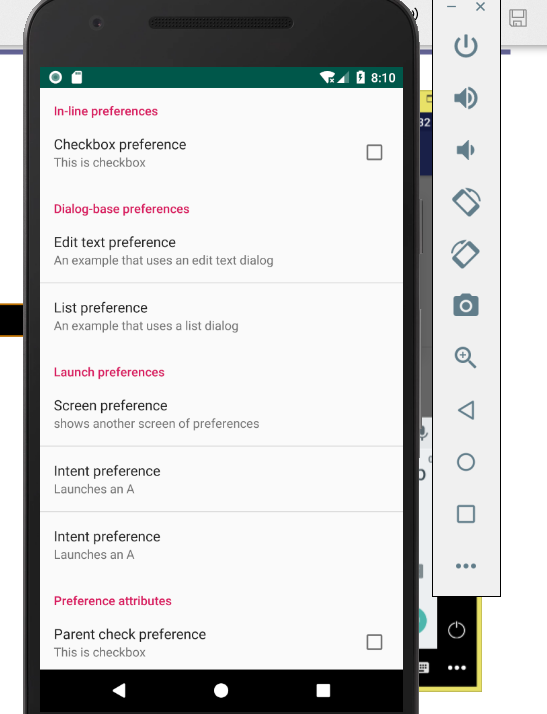 8:10
In-line preferences
Checkbox preference
This is checkbox
Dialog-base preferences
Edit text preference
An example that uses an edit text dialog
List preference
An example that uses a list dialog
Launch preferences
Screen preference
shows another screen of preferences
Intent preference
Launches an A
Intent preference
Launches an A
Preference attributes
Parent check preference
This is checkbox